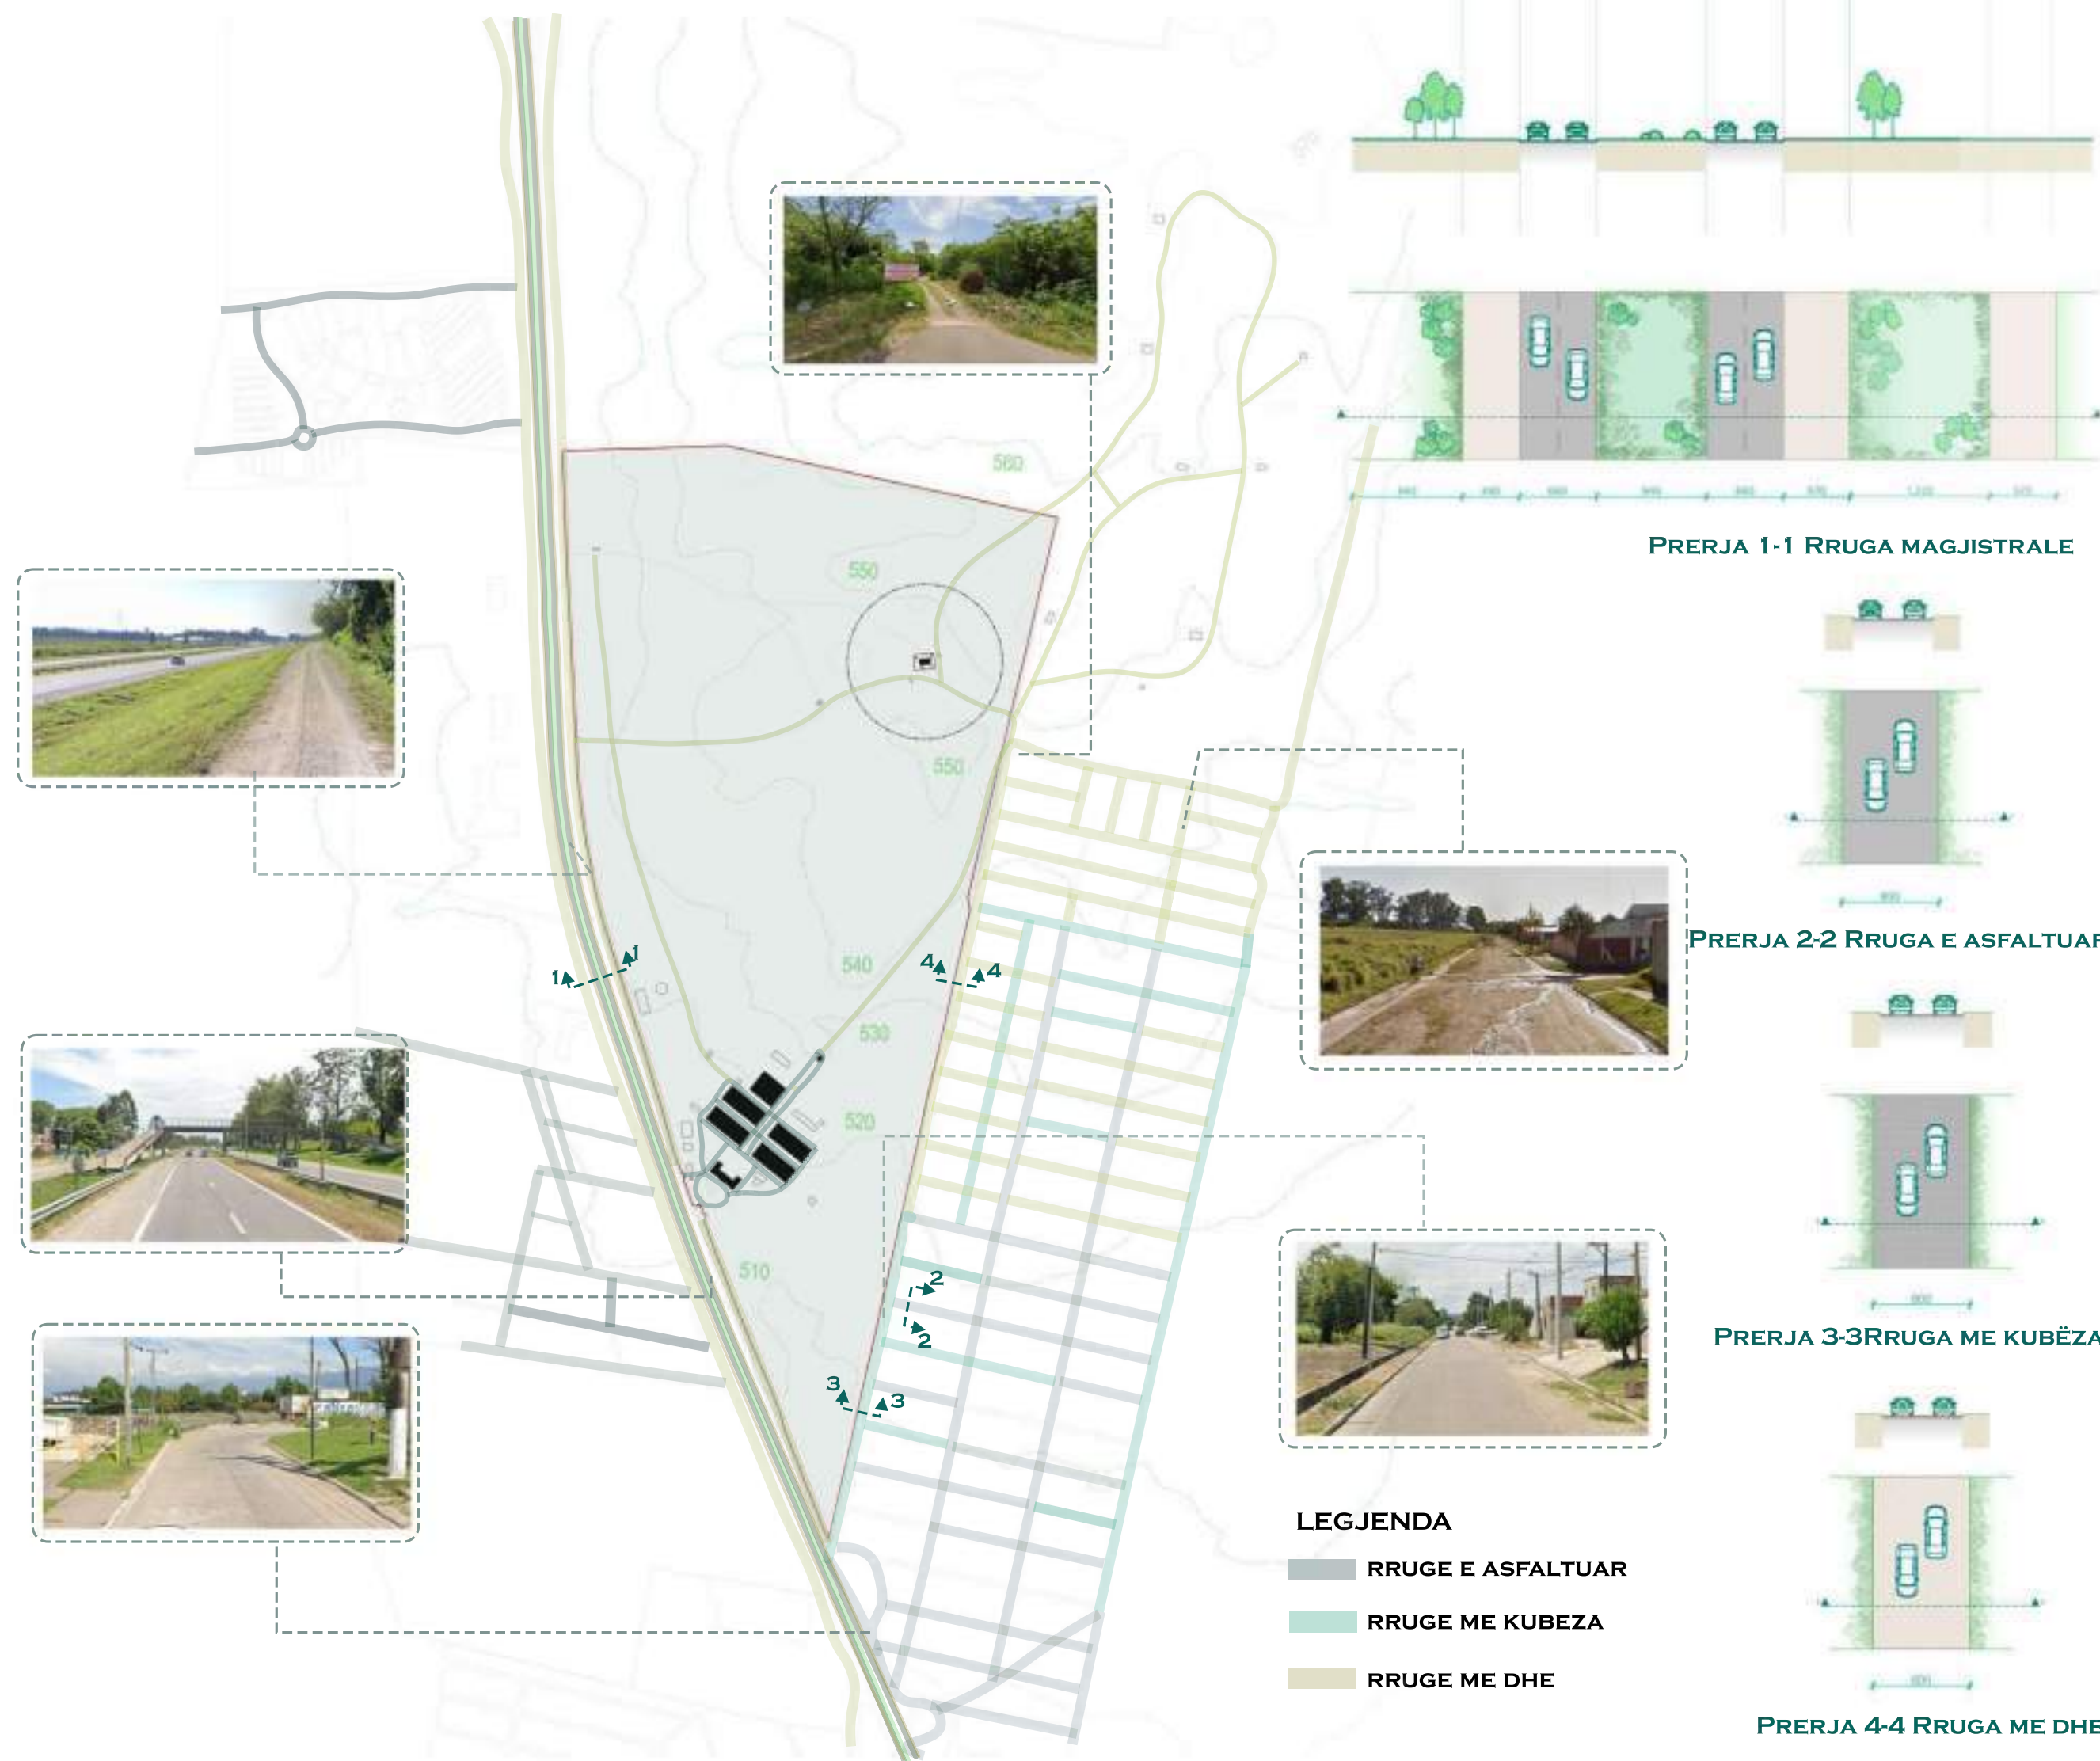 560
550
550
540
530
520
510
1
1
4
4
2
2
3
3
PRERJA 1-1 RRUGA MAGJISTRALE
PRERJA 2-2 RRUGA E ASFALTUAR
PRERJA 3-3RRUGA ME KUBËZA
PRERJA 4-4 RRUGA ME DHE
LEGJENDA
RRUGE E ASFALTUAR
RRUGE ME KUBEZA
RRUGE ME DHE